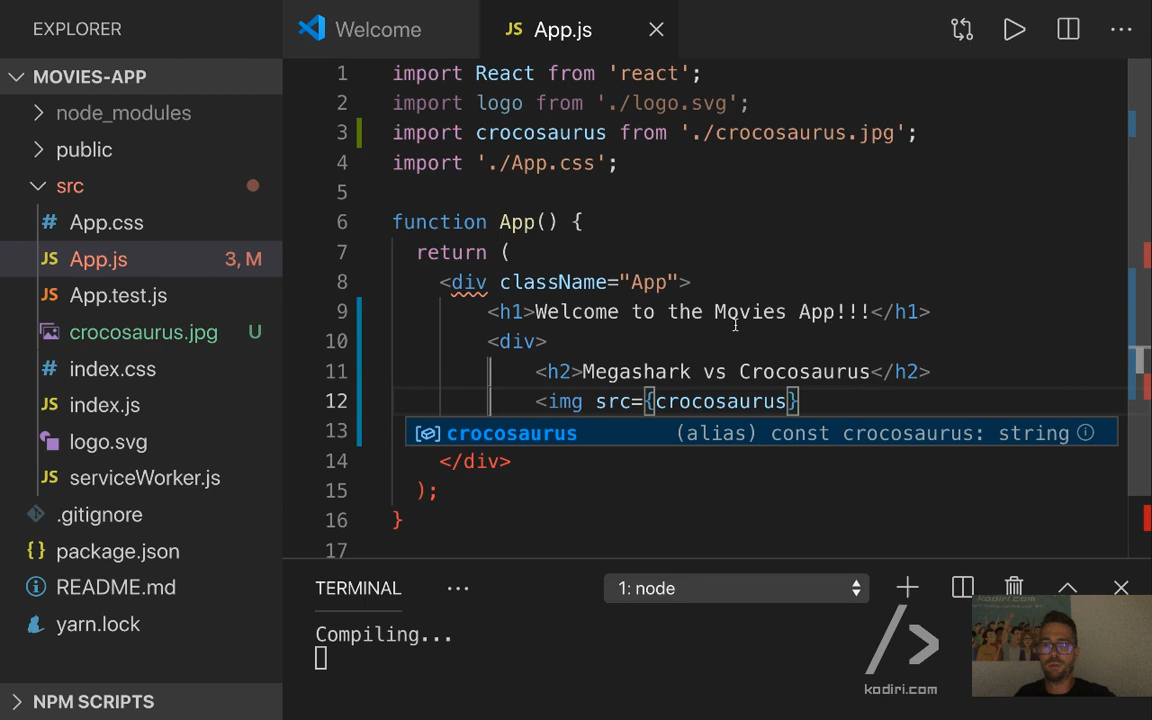 EXPLORER
MOVIES-APP
node_modules
public
src
# App.css
JS App.js 3, M
JS App.test.js
crocosaurus.jpg U
# index.css
JS index.js
logo.svg
JS serviceWorker.js
.gitignore
{} package.json
README.md
yarn.lock
NPM SCRIPTS
Welcome
JS App.js
1 import React from 'react';
2 import logo from './logo.svg';
3 import crocosaurus from './crocosaurus.jpg';
4 import './App.css';
5
6 function App() {
7 return (
8 <div className="App">
9 <h1>Welcome to the Movies App!!!</h1>
10 <div>
11 <h2>Megashark vs Crocosaurus</h2>
12 <img src={crocosaurus}
13 crocosaurus (alias) const crocosaurus: string
14 </div>
15 );
16 }
17
TERMINAL ··· 1: node
Compiling...
</>
kodiri.com